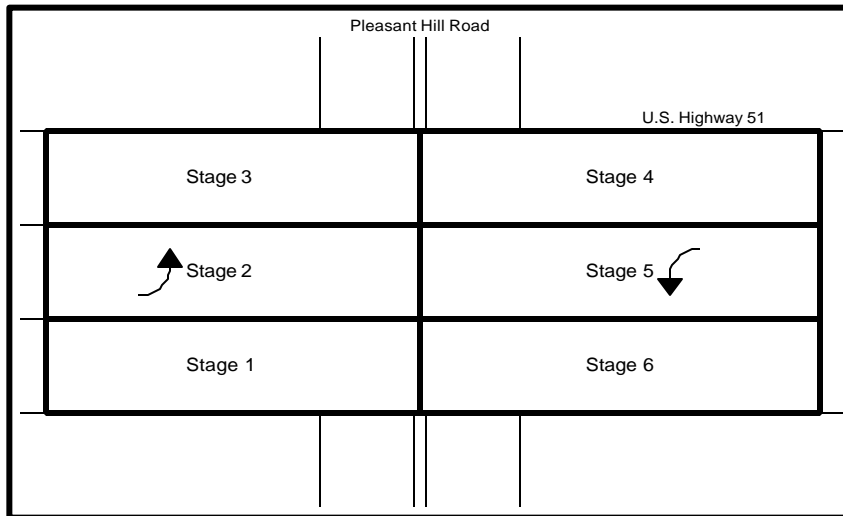 Pleasant Hill Road
U.S. Highway 51
Stage 3
Stage 4
Stage 2
Stage 5
Stage 1
Stage 6